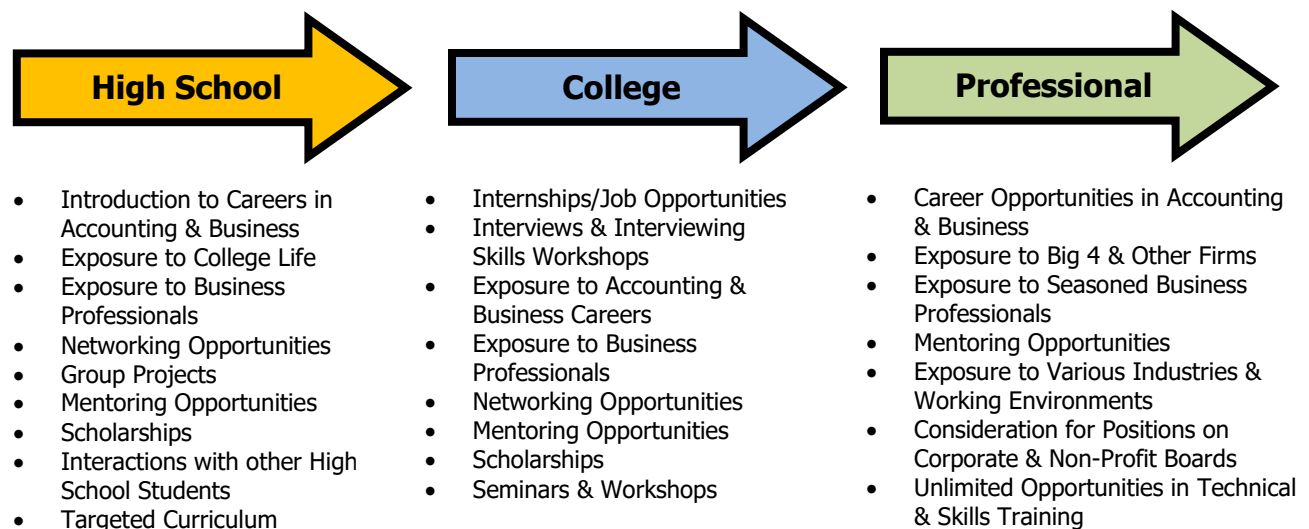 High School
• Introduction to Careers in
Accounting & Business
• Exposure to College Life
• Exposure to Business
Professionals
• Networking Opportunities
• Group Projects
• Mentoring Opportunities
• Scholarships
• Interactions with other High
School Students
• Targeted Curriculum
College
• Internships/Job Opportunities
• Interviews & Interviewing
Skills Workshops
• Exposure to Accounting &
Business Careers
• Exposure to Business
Professionals
• Networking Opportunities
• Mentoring Opportunities
• Scholarships
• Seminars & Workshops
Professional
• Career Opportunities in Accounting
& Business
• Exposure to Big 4 & Other Firms
• Exposure to Seasoned Business
Professionals
• Mentoring Opportunities
• Exposure to Various Industries &
Working Environments
• Consideration for Positions on
Corporate & Non-Profit Boards
• Unlimited Opportunities in Technical
& Skills Training